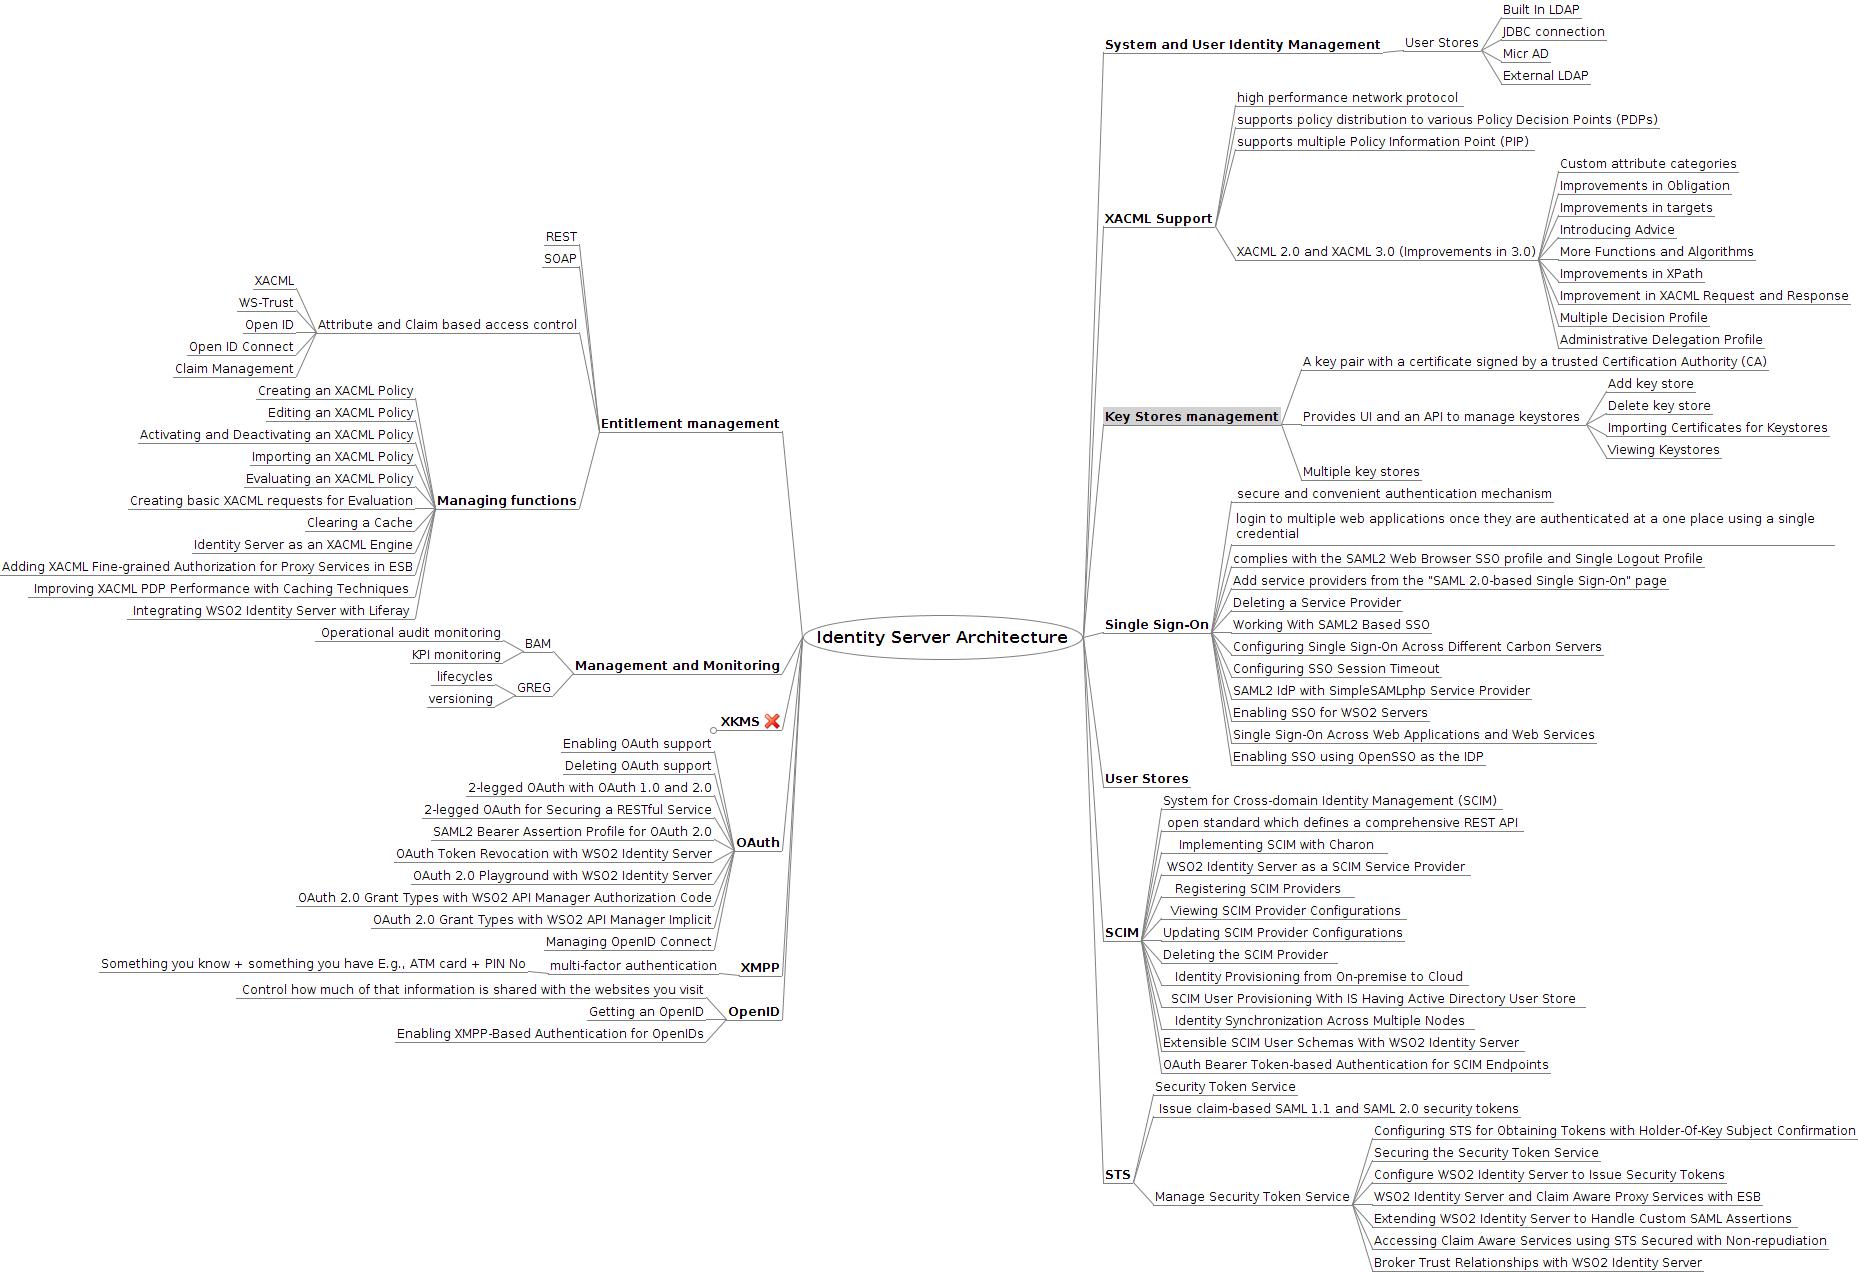 Identity Server Architecture
System and User Identity Management
User Stores
Built In LDAP
JDBC connection
Micr AD
External LDAP
XACML Support
high performance network protocol
supports policy distribution to various Policy Decision Points (PDPs)
supports multiple Policy Information Point (PIP)
XACML 2.0 and XACML 3.0 (Improvements in 3.0)
Custom attribute categories
Improvements in Obligation
Improvements in targets
Introducing Advice
More Functions and Algorithms
Improvements in XPath
Improvement in XACML Request and Response
Multiple Decision Profile
Administrative Delegation Profile
Key Stores management
A key pair with a certificate signed by a trusted Certification Authority (CA)
Provides UI and an API to manage keystores
Add key store
Delete key store
Importing Certificates for Keystores
Viewing Keystores
Multiple key stores
Single Sign-On
secure and convenient authentication mechanism
login to multiple web applications once they are authenticated at a one place using a single
credential
complies with the SAML2 Web Browser SSO profile and Single Logout Profile
Add service providers from the "SAML 2.0-based Single Sign-On" page
Deleting a Service Provider
Working With SAML2 Based SSO
Configuring Single Sign-On Across Different Carbon Servers
Configuring SSO Session Timeout
SAML2 IdP with SimpleSAMLphp Service Provider
Enabling SSO for WSO2 Servers
Single Sign-On Across Web Applications and Web Services
Enabling SSO using OpenSSO as the IDP
User Stores
SCIM
System for Cross-domain Identity Management (SCIM)
open standard which defines a comprehensive REST API
Implementing SCIM with Charon
WSO2 Identity Server as a SCIM Service Provider
Registering SCIM Providers
Viewing SCIM Provider Configurations
Updating SCIM Provider Configurations
Deleting the SCIM Provider
Identity Provisioning from On-premise to Cloud
SCIM User Provisioning With IS Having Active Directory User Store
Identity Synchronization Across Multiple Nodes
Extensible SCIM User Schemas With WSO2 Identity Server
OAuth Bearer Token-based Authentication for SCIM Endpoints
STS
Security Token Service
Issue claim-based SAML 1.1 and SAML 2.0 security tokens
Manage Security Token Service
Configuring STS for Obtaining Tokens with Holder-Of-Key Subject Confirmation
Securing the Security Token Service
Configure WSO2 Identity Server to Issue Security Tokens
WSO2 Identity Server and Claim Aware Proxy Services with ESB
Extending WSO2 Identity Server to Handle Custom SAML Assertions
Accessing Claim Aware Services using STS Secured with Non-repudiation
Broker Trust Relationships with WSO2 Identity Server
Entitlement management
REST
SOAP
Attribute and Claim based access control
XACML
WS-Trust
Open ID
Open ID Connect
Claim Management
Managing functions
Creating an XACML Policy
Editing an XACML Policy
Activating and Deactivating an XACML Policy
Importing an XACML Policy
Evaluating an XACML Policy
Creating basic XACML requests for Evaluation
Clearing a Cache
Identity Server as an XACML Engine
Adding XACML Fine-grained Authorization for Proxy Services in ESB
Improving XACML PDP Performance with Caching Techniques
Integrating WSO2 Identity Server with Liferay
Management and Monitoring
BAM
Operational audit monitoring
KPI monitoring
GREG
lifecycles
versioning
XKMS
OAuth
Enabling OAuth support
Deleting OAuth support
2-legged OAuth with OAuth 1.0 and 2.0
2-legged OAuth for Securing a RESTful Service
SAML2 Bearer Assertion Profile for OAuth 2.0
OAuth Token Revocation with WSO2 Identity Server
OAuth 2.0 Playground with WSO2 Identity Server
OAuth 2.0 Grant Types with WSO2 API Manager Authorization Code
OAuth 2.0 Grant Types with WSO2 API Manager Implicit
Managing OpenID Connect
XMPP
multi-factor authentication
Something you know + something you have E.g., ATM card + PIN No
OpenID
Control how much of that information is shared with the websites you visit
Getting an OpenID
Enabling XMPP-Based Authentication for OpenIDs